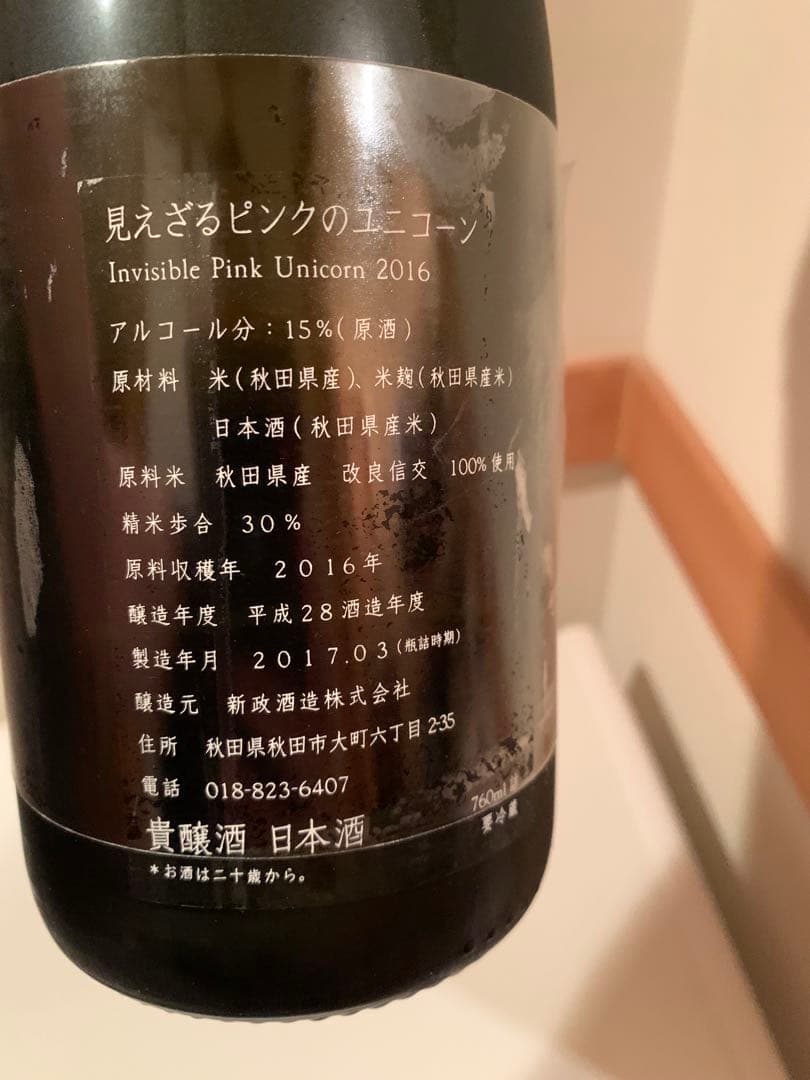 見えざるピンクのユニコーン
Invisible Pink Unicorn 2016
アルコール分：15%(原酒)
原材料　米(秋田県産)、米麹(秋田県産米)
日本酒(秋田県産米)
原料米　秋田県産　改良信交　100%使用
精米歩合　30%
原料収穫年　2016年
醸造年度　平成28酒造年度
製造年月　2017.03(瓶詰時期)
醸造元　新政酒造株式会社
住所　秋田県秋田市大町六丁目2-35
電話　018-823-6407
760ml
貴醸酒 日本酒
要冷蔵
*お酒は二十歳から。